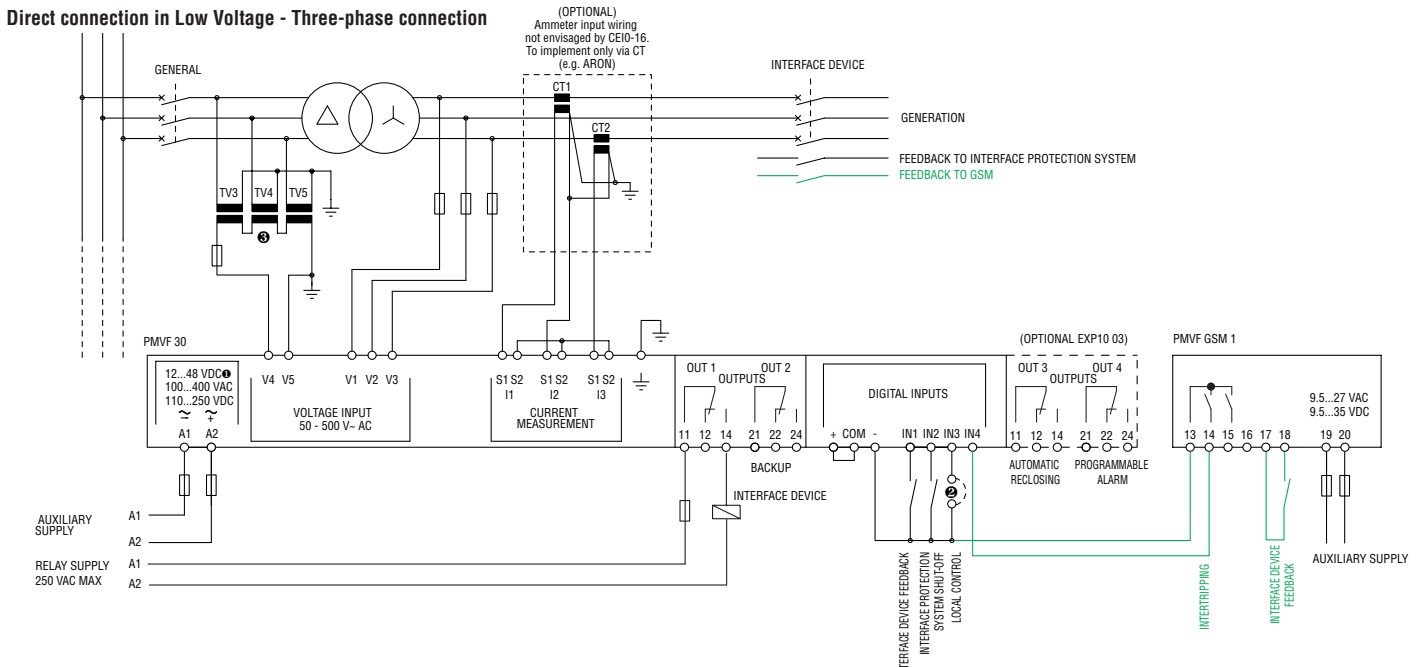 Direct connection in Low Voltage - Three-phase connection
(OPTIONAL)
Ammeter input wiring
not envisaged by CEI0-16.
To implement only via CT
(e.g. ARON)
GENERAL
INTERFACE DEVICE
CT1
CT2
GENERATION
FEEDBACK TO INTERFACE PROTECTION SYSTEM
FEEDBACK TO GSM
TV3 TV4 TV5
❸
PMVF 30
(OPTIONAL EXP10 03)
PMVF GSM 1
12...48 VDC❶
100...400 VAC
110...250 VDC
~ ~
− +
A1 A2
V4 V5 V1 V2 V3
VOLTAGE INPUT
50 - 500 V~ AC
S1 S2 S1 S2 S1 S2
I1 I2 I3
CURRENT
MEASUREMENT
OUT 1 OUT 2
OUTPUTS
11 12 14 21 22 24
BACKUP
DIGITAL INPUTS
+ COM - IN1 IN2 IN3 IN4
OUT 3 OUT 4
OUTPUTS
11 12 14 21 22 24
AUTOMATIC
RECLOSING
PROGRAMMABLE
ALARM
9.5...27 VAC
9.5...35 VDC
13 14 15 16 17 18 19 20
INTERFACE DEVICE
❷
AUXILIARY
SUPPLY
A1
A2
RELAY SUPPLY
250 VAC MAX
A1
A2
TERFACE DEVICE FEEDBACK
INTERFACE PROTECTION
SYSTEM SHUT-OFF
LOCAL CONTROL
INTERTRIPPING
INTERFACE DEVICE
FEEDBACK
AUXILIARY SUPPLY